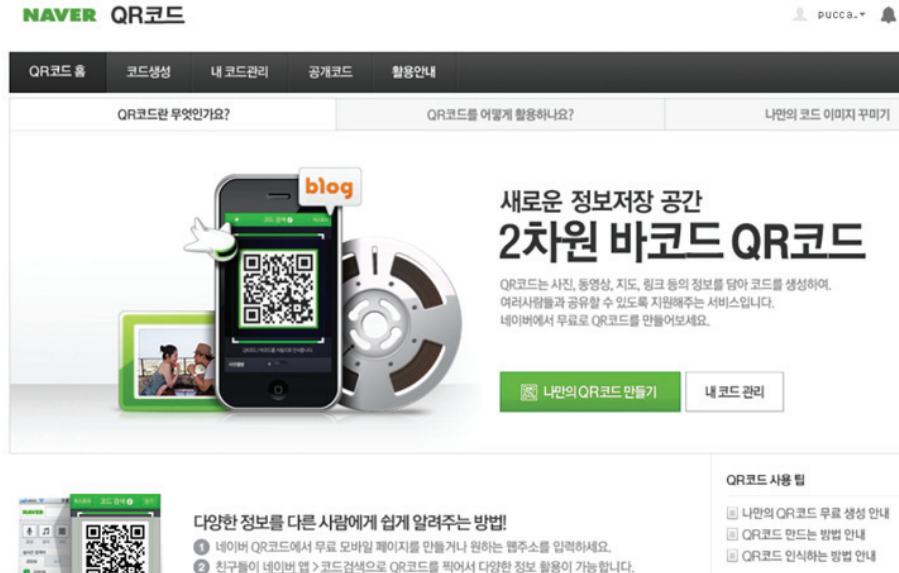 NAVER QR코드
pucca.
QR코드 홈 코드생성 내 코드관리 공개코드 활용안내
QR코드란 무엇인가요? QR코드를 어떻게 활용하나요? 나만의 코드 이미지 꾸미기
blog
코드 검색
새로운 정보저장 공간
2차원 바코드 QR코드
QR코드는 사진, 동영상, 지도, 링크 등의 정보를 담아 코드를 생성하여,
여러사람들과 공유할 수 있도록 지원해주는 서비스입니다.
네이버에서 무료로 QR코드를 만들어보세요.
나만의 QR코드 만들기 내 코드 관리
QR코드 사용 팁
나만의 QR코드 무료 생성 안내
QR코드 만드는 방법 안내
QR코드 인식하는 방법 안내
NAVER
코드 검색
다양한 정보를 다른 사람에게 쉽게 알려주는 방법!
1 네이버 QR코드에서 무료 모바일 페이지를 만들거나 원하는 웹주소를 입력하세요.
2 친구들이 네이버 앱 > 코드검색으로 QR코드를 찍어서 다양한 정보 활용이 가능합니다.